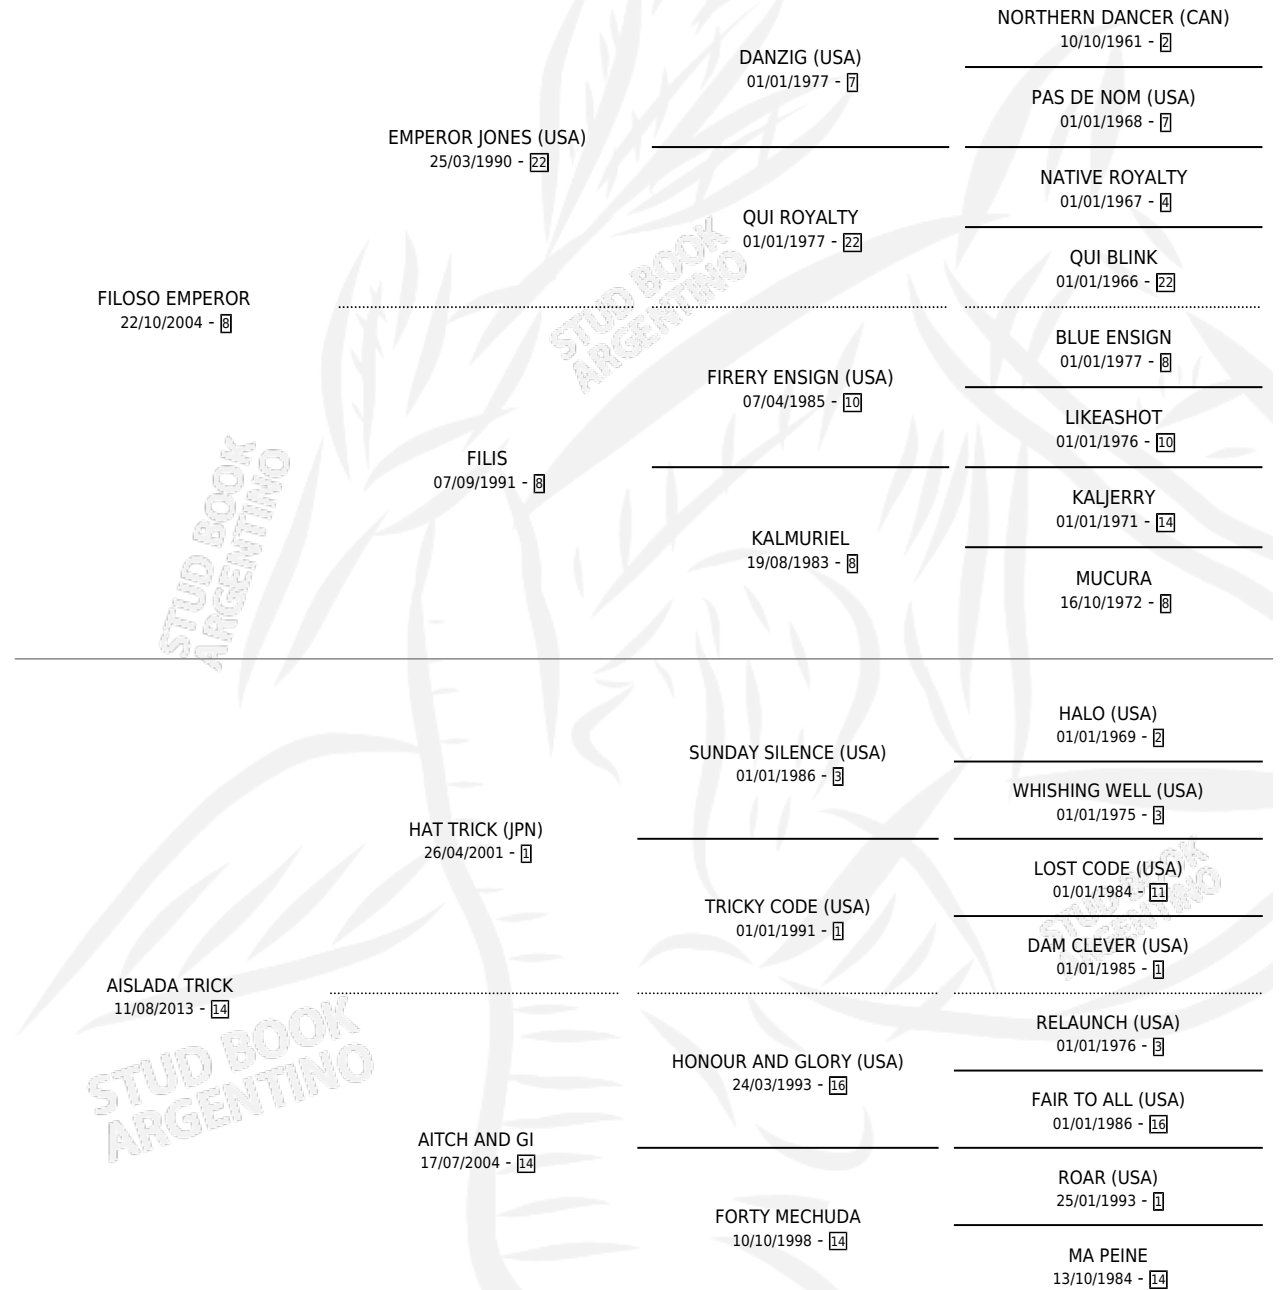 NORTHERN DANCER (CAN)
10/10/1961 - 2
DANZIG (USA)
01/01/1977 - 7
PAS DE NOM (USA)
01/01/1968 - 7
EMPEROR JONES (USA)
25/03/1990 - 22
NATIVE ROYALTY
01/01/1967 - 4
QUI ROYALTY
01/01/1977 - 22
QUI BLINK
01/01/1966 - 22
FILOSO EMPEROR
22/10/2004 - 8
STUD BOOK
ARGENTINO
BLUE ENSIGN
01/01/1977 - 8
FIRERY ENSIGN (USA)
07/04/1985 - 10
LIKEASHOT
01/01/1976 - 10
FILIS
07/09/1991 - 8
STUD BOOK
ARGENTINO
KALJERRY
01/01/1971 - 14
KALMURIEL
19/08/1983 - 8
MUCURA
16/10/1972 - 8
HALO (USA)
01/01/1969 - 2
SUNDAY SILENCE (USA)
01/01/1986 - 3
WHISHING WELL (USA)
01/01/1975 - 3
HAT TRICK (JPN)
26/04/2001 - 1
LOST CODE (USA)
01/01/1984 - 11
TRICKY CODE (USA)
01/01/1991 - 1
STUD BOOK
ARGENTINO
DAM CLEVER (USA)
01/01/1985 - 1
AISLADA TRICK
11/08/2013 - 14
STUD BOOK
ARGENTINO
RELAUNCH (USA)
01/01/1976 - 3
HONOUR AND GLORY (USA)
24/03/1993 - 16
FAIR TO ALL (USA)
01/01/1986 - 16
AITCH AND GI
17/07/2004 - 14
ROAR (USA)
25/01/1993 - 1
FORTY MECHUDA
10/10/1998 - 14
MA PEINE
13/10/1984 - 14